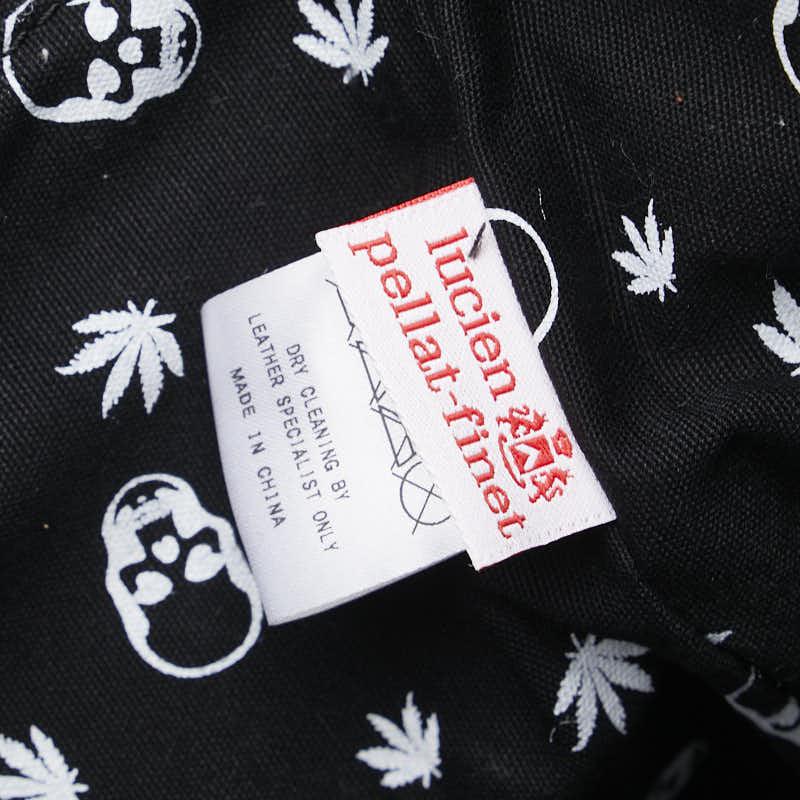 lucien
pellat-finet
DRY CLEANING BY
LEATHER SPECIALIST ONLY
MADE IN CHINA